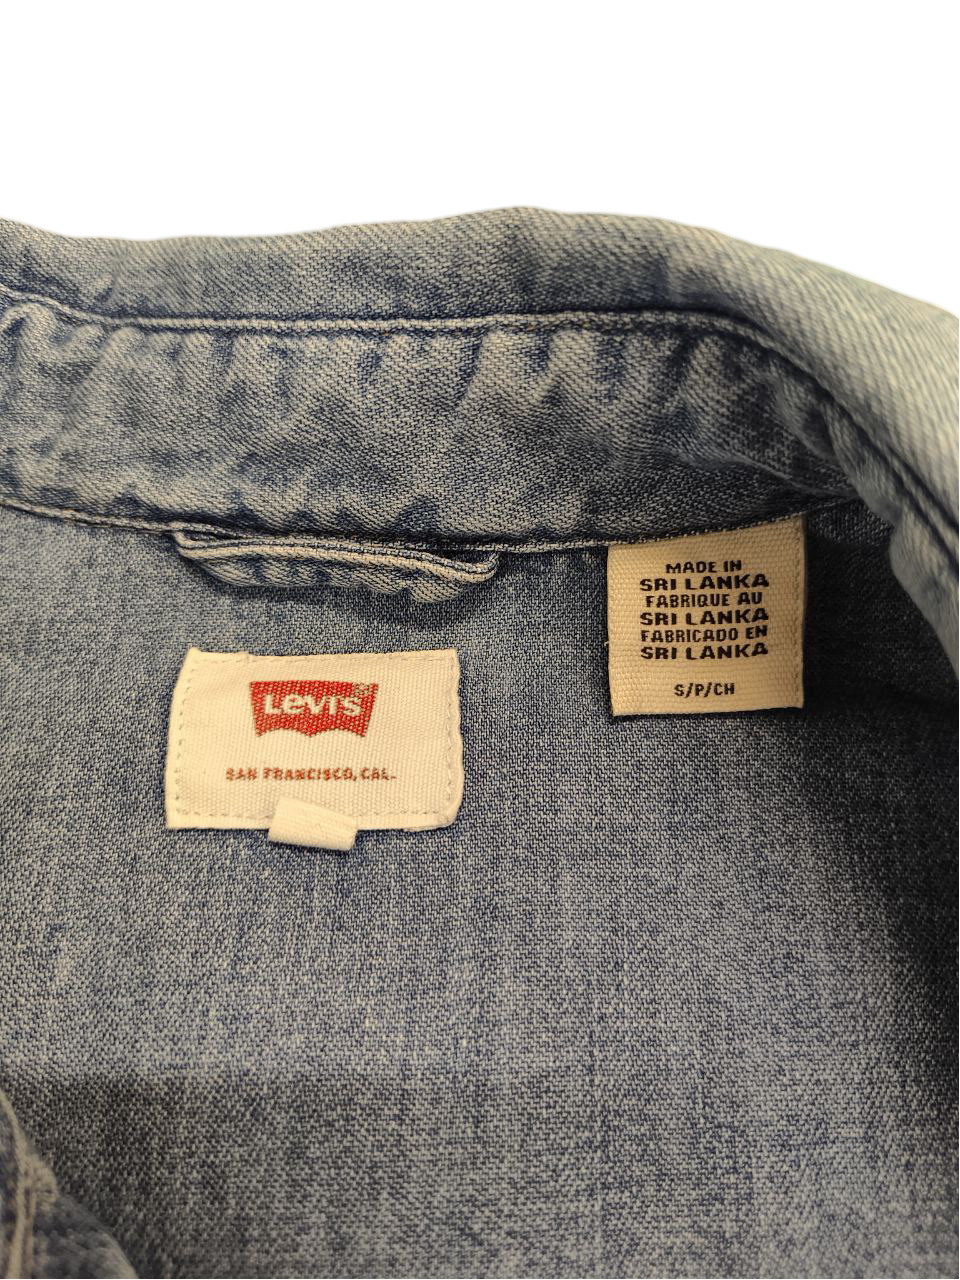 Levi's®
SAN FRANCISCO, CAL.
MADE IN
SRI LANKA
FABRIQUE AU
SRI LANKA
FABRICADO EN
SRI LANKA
S/P/CH